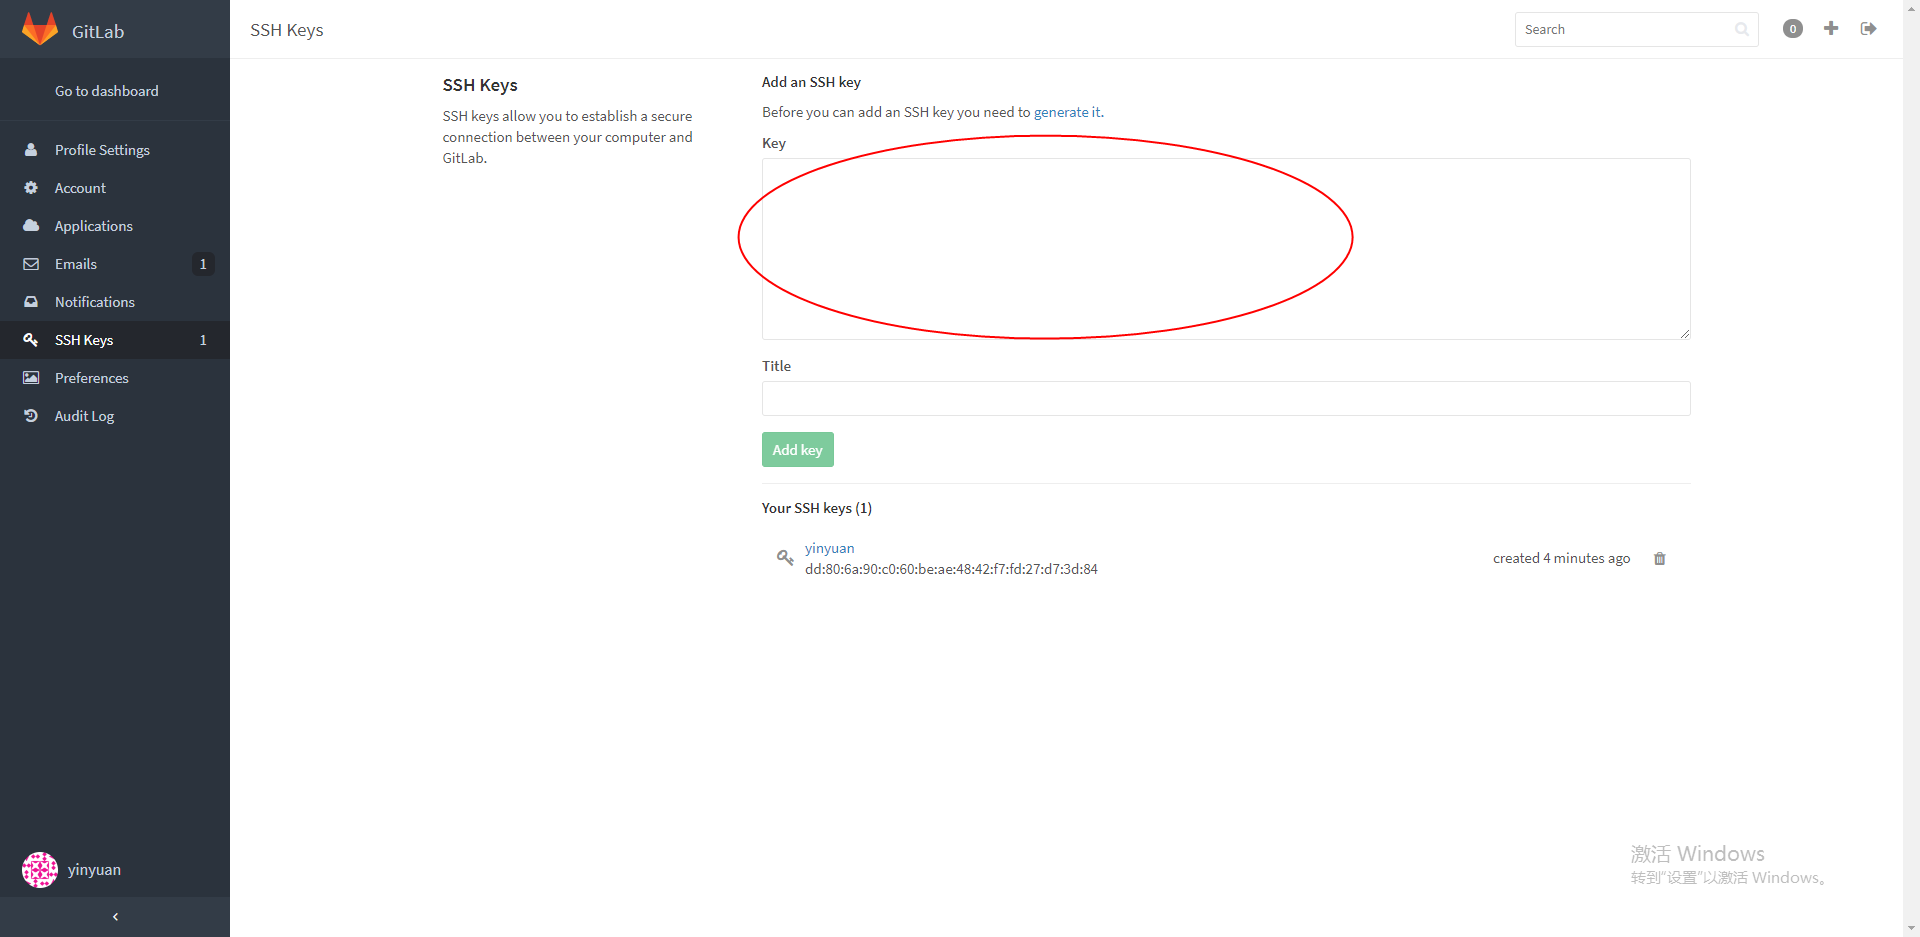 GitLab
SSH Keys
Search
0
Go to dashboard
Profile Settings
Account
Applications
Emails 1
Notifications
SSH Keys 1
Preferences
Audit Log
yinyuan
SSH Keys
SSH keys allow you to establish a secure
connection between your computer and
GitLab.
Add an SSH key
Before you can add an SSH key you need to generate it.
Key
Title
Add key
Your SSH keys (1)
yinyuan
dd:80:6a:90:c0:60:be:ae:48:42:f7:fd:27:d7:3d:84
created 4 minutes ago
激活 Windows
转到“设置”以激活 Windows。